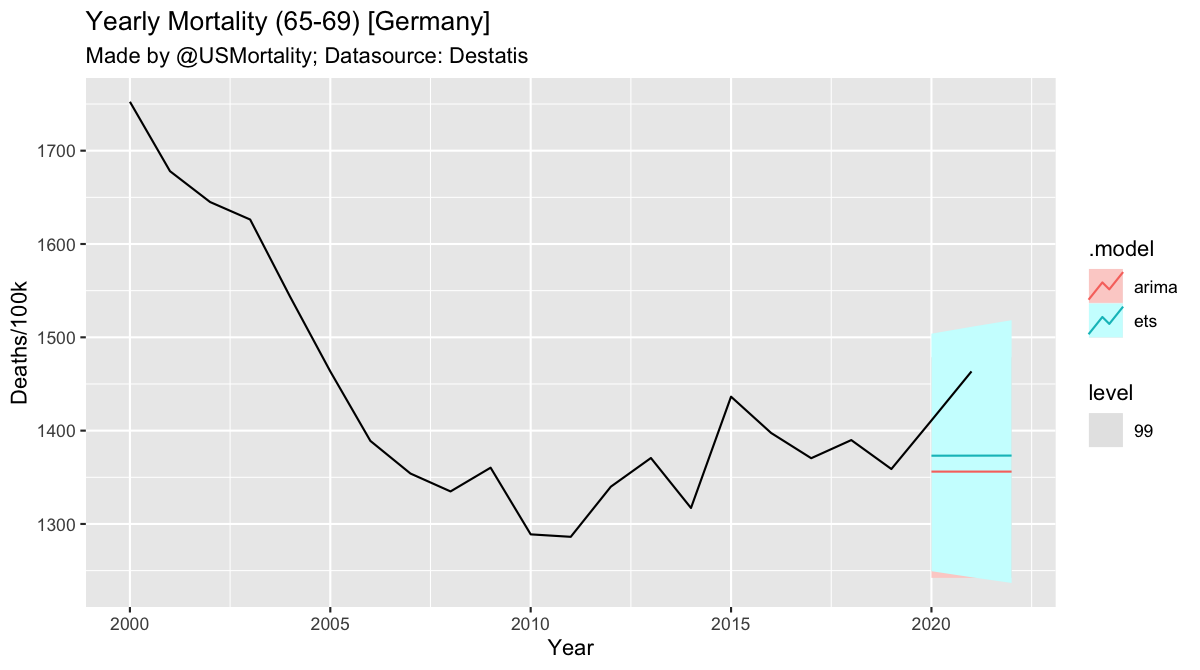 Yearly Mortality (65-69) [Germany]
Made by @USMortality; Datasource: Destatis
Deaths/100k
1700
1600
1500
1400
1300
2000
2005
2010
2015
2020
Year
.model
arima
ets
level
99